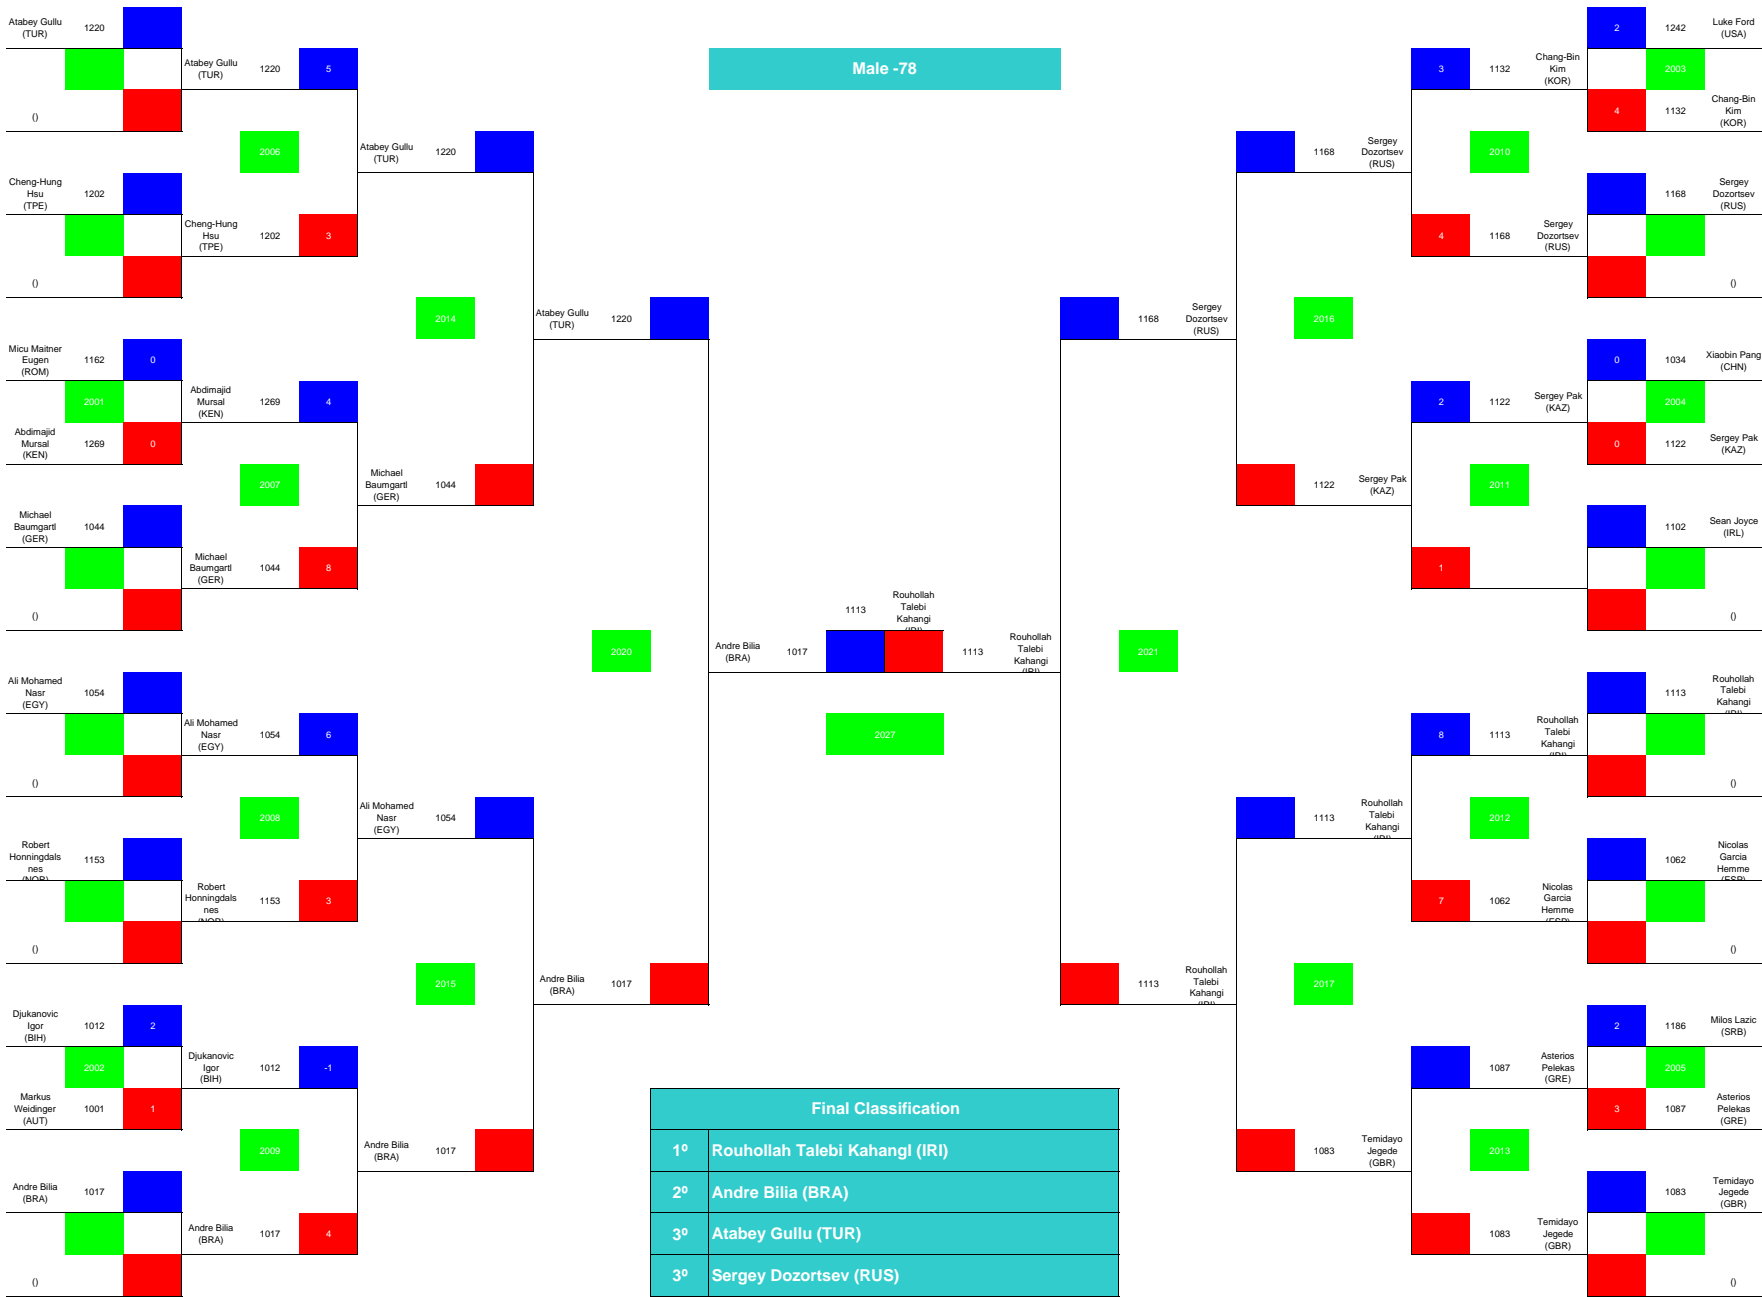 Male -78
Atabey Gullu
(TUR)
1220
()
Cheng-Hung
Hsu
(TPE)
1202
()
Micu Maitner
Eugen
(ROM)
1162
0
2001
Abdimajid
Mursal
(KEN)
1269
0
Michael
Baumgartl
(GER)
1044
()
Ali Mohamed
Nasr
(EGY)
1054
()
Robert
Honningdals
nes
(NOR)
1153
()
Djukanovic
Igor
(BIH)
1012
2
2002
Markus
Weidinger
(AUT)
1001
1
Andre Bilia
(BRA)
1017
()
Atabey Gullu
(TUR)
1220
5
2006
Cheng-Hung
Hsu
(TPE)
1202
3
Abdimajid
Mursal
(KEN)
1269
4
2007
Michael
Baumgartl
(GER)
1044
8
Ali Mohamed
Nasr
(EGY)
1054
6
2008
Robert
Honningdals
nes
(NOR)
1153
3
Djukanovic
Igor
(BIH)
1012
-1
2009
Andre Bilia
(BRA)
1017
4
Atabey Gullu
(TUR)
1220
2014
Michael
Baumgartl
(GER)
1044
Ali Mohamed
Nasr
(EGY)
1054
2015
Andre Bilia
(BRA)
1017
Atabey Gullu
(TUR)
1220
2020
Andre Bilia
(BRA)
1017
Andre Bilia
(BRA)
1017
1113
Rouhollah
Talebi
Kahangi
(IRI)
1113
Rouhollah
Talebi
Kahangi
(IRI)
2027
1168
Sergey
Dozortsev
(RUS)
2021
1113
Rouhollah
Talebi
Kahangi
(IRI)
1168
Sergey
Dozortsev
(RUS)
2016
1122
Sergey Pak
(KAZ)
1113
Rouhollah
Talebi
Kahangi
(IRI)
2017
1083
Temidayo
Jegede
(GBR)
3
1132
Chang-Bin
Kim
(KOR)
2010
4
1168
Sergey
Dozortsev
(RUS)
2
1122
Sergey Pak
(KAZ)
2011
1
8
1113
Rouhollah
Talebi
Kahangi
(IRI)
2012
7
1062
Nicolas
Garcia
Hemme
(ESP)
1087
Asterios
Pelekas
(GRE)
2013
1083
Temidayo
Jegede
(GBR)
2
1242
Luke Ford
(USA)
2003
4
1132
Chang-Bin
Kim
(KOR)
1168
Sergey
Dozortsev
(RUS)
()
0
1034
Xiaobin Pang
(CHN)
2004
0
1122
Sergey Pak
(KAZ)
1102
Sean Joyce
(IRL)
()
1113
Rouhollah
Talebi
Kahangi
(IRI)
()
1062
Nicolas
Garcia
Hemme
(ESP)
()
2
1186
Milos Lazic
(SRB)
2005
3
1087
Asterios
Pelekas
(GRE)
1083
Temidayo
Jegede
(GBR)
()
Final Classification
1º Rouhollah Talebi KahangI (IRI)
2º Andre Bilia (BRA)
3º Atabey Gullu (TUR)
3º Sergey Dozortsev (RUS)